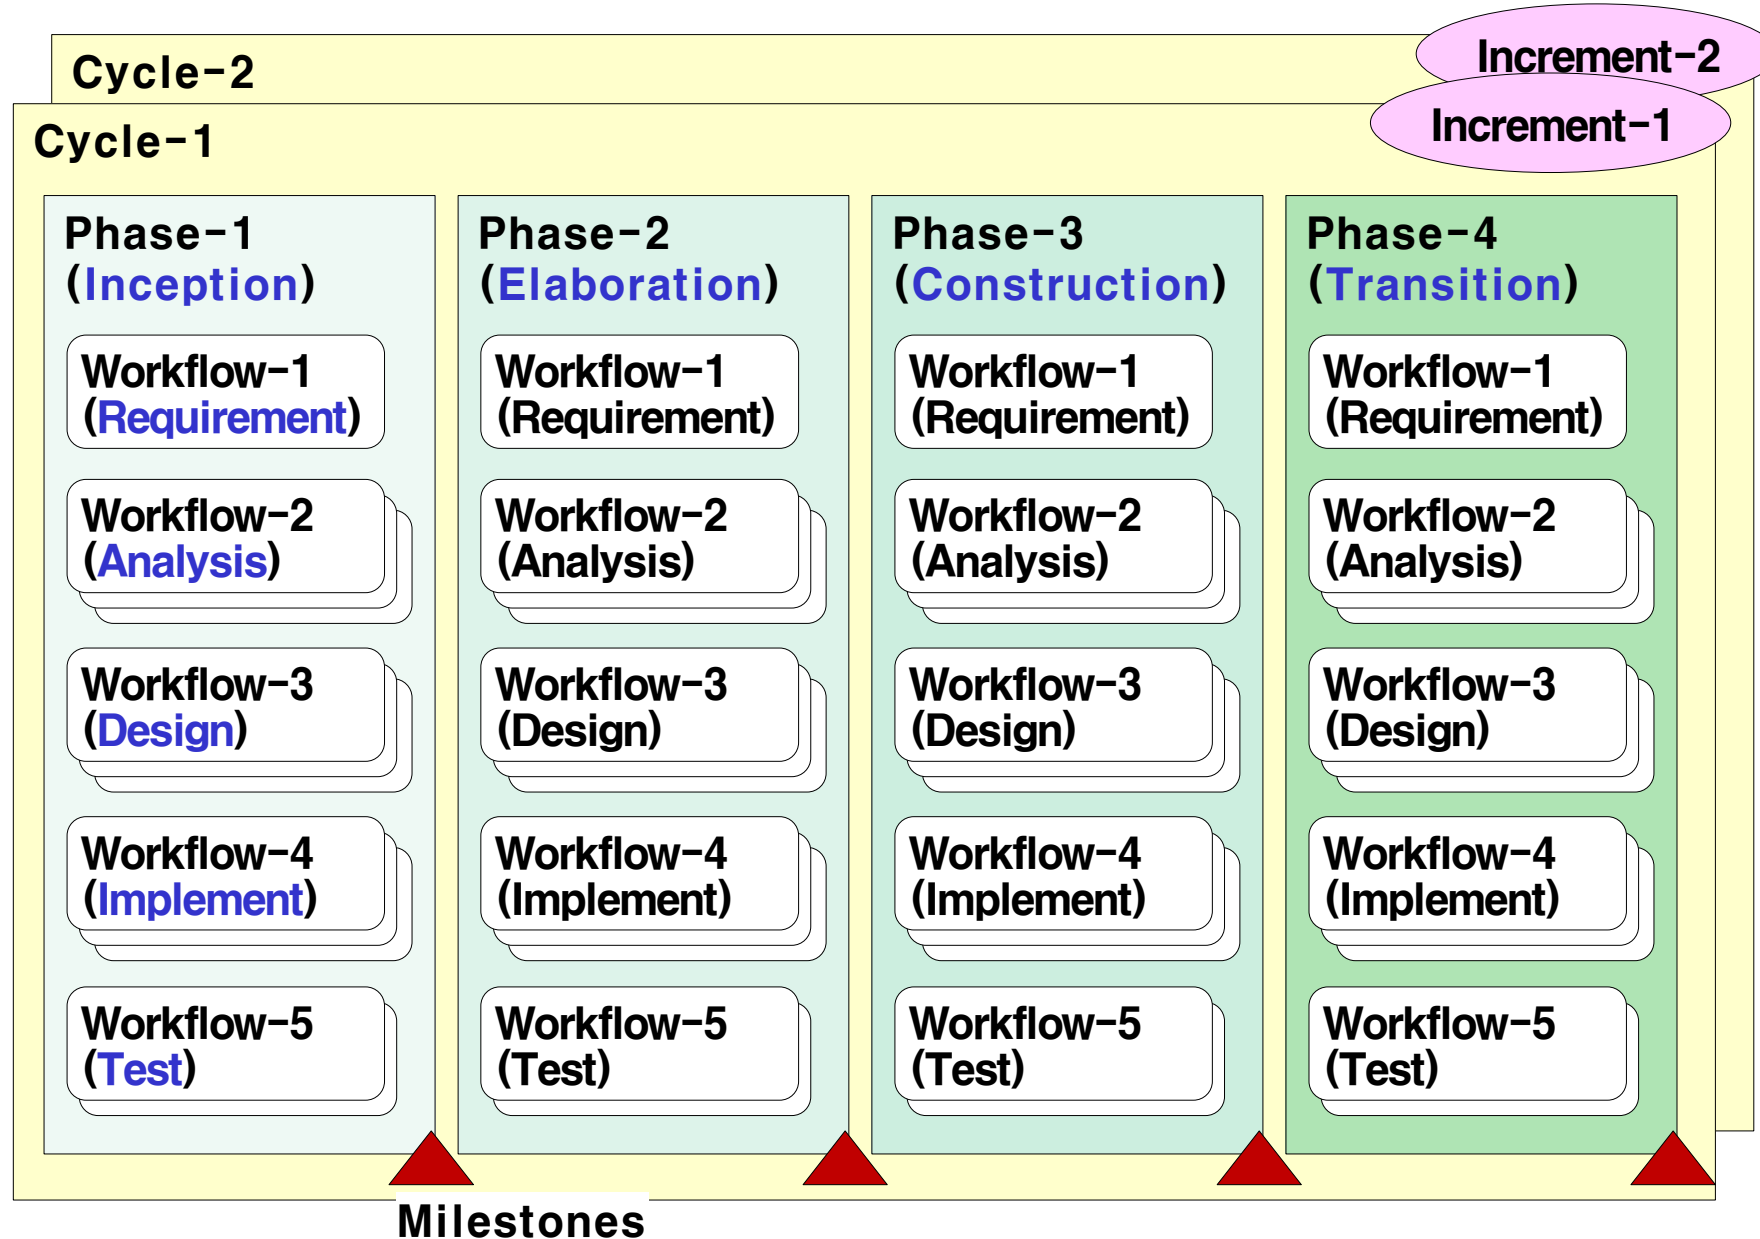 Cycle-2
Increment-2
Cycle-1
Increment-1
Phase-1
(Inception)
Workflow-1
(Requirement)
Workflow-2
(Analysis)
Workflow-3
(Design)
Workflow-4
(Implement)
Workflow-5
(Test)
Phase-2
(Elaboration)
Workflow-1
(Requirement)
Workflow-2
(Analysis)
Workflow-3
(Design)
Workflow-4
(Implement)
Workflow-5
(Test)
Phase-3
(Construction)
Workflow-1
(Requirement)
Workflow-2
(Analysis)
Workflow-3
(Design)
Workflow-4
(Implement)
Workflow-5
(Test)
Phase-4
(Transition)
Workflow-1
(Requirement)
Workflow-2
(Analysis)
Workflow-3
(Design)
Workflow-4
(Implement)
Workflow-5
(Test)
Milestones